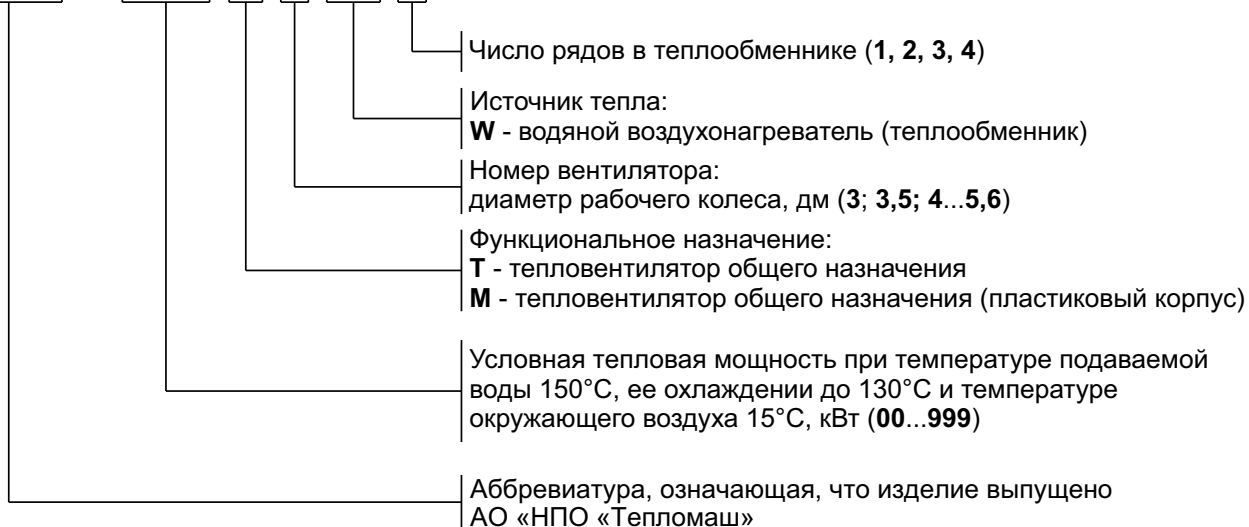 Число рядов в теплообменнике (1, 2, 3, 4)
Источник тепла:
W - водяной воздухонагреватель (теплообменник)
Номер вентилятора:
диаметр рабочего колеса, дм (3; 3,5; 4...5,6)
Функциональное назначение:
Т - тепловентилятор общего назначения
М - тепловентилятор общего назначения (пластиковый корпус)
Условная тепловая мощность при температуре подаваемой
воды 150°С, ее охлаждении до 130°С и температуре
окружающего воздуха 15°С, кВт (00...999)
Аббревиатура, означающая, что изделие выпущено
АО «НПО «Тепломаш»